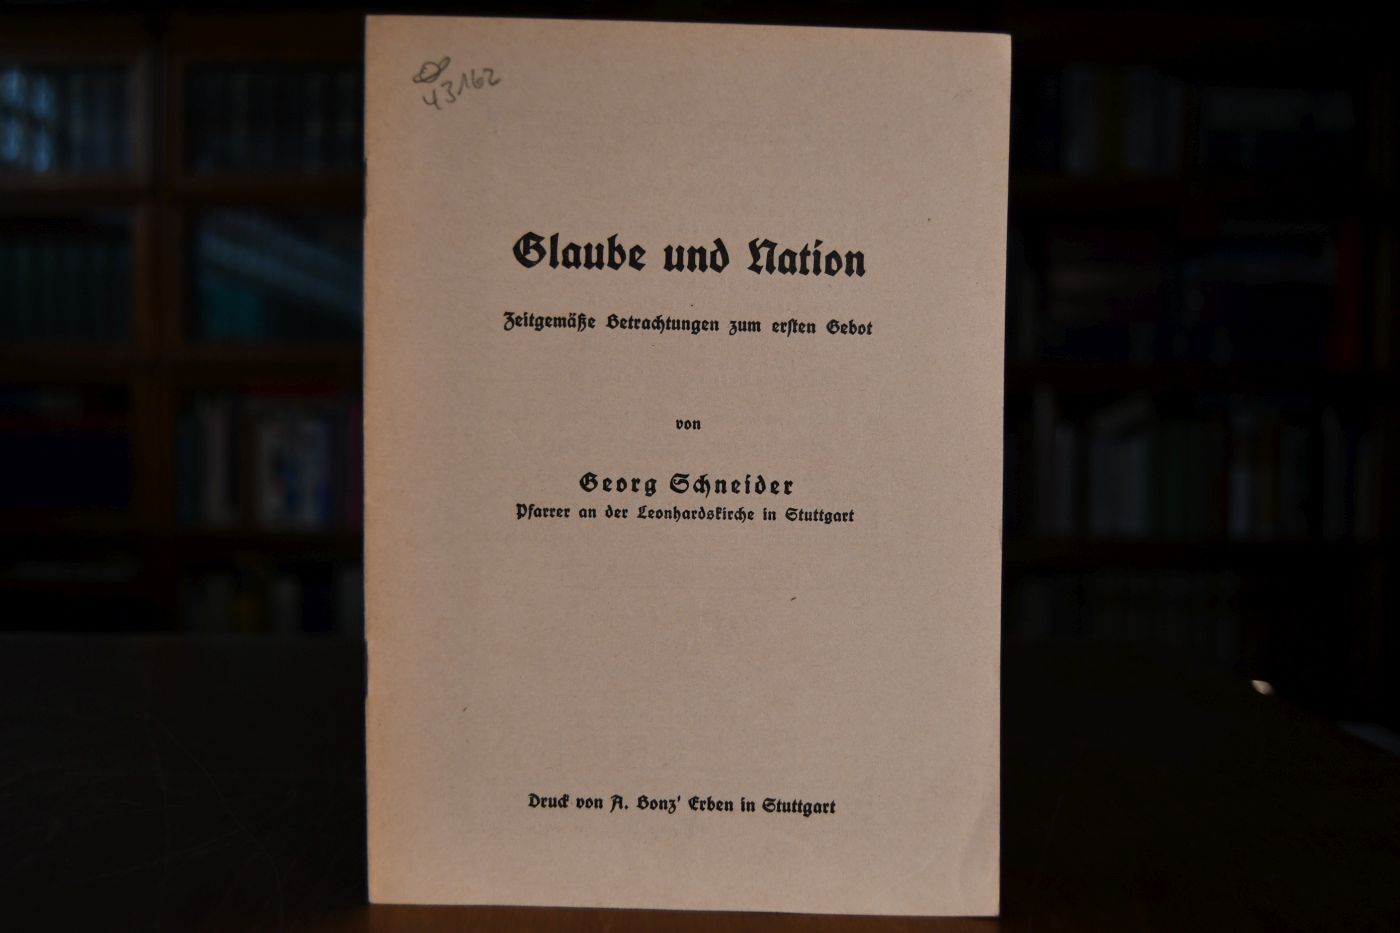 43162
Glaube und Nation
Zeitgemäße Betrachtungen zum ersten Gebot
von
Georg Schneider
Pfarrer an der Leonhardskirche in Stuttgart
Druck von A. Bonz' Erben in Stuttgart